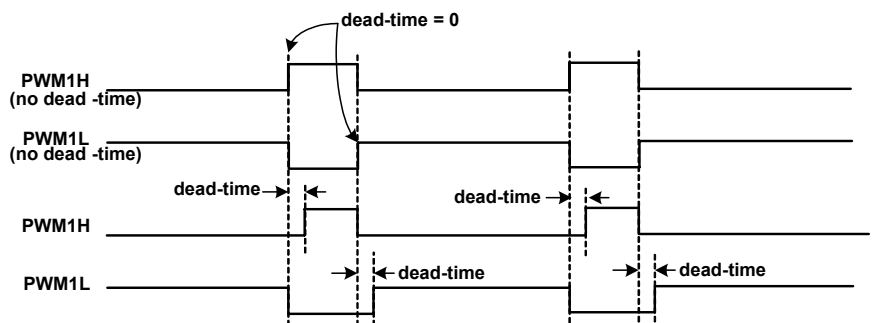 dead-time = 0
PWM1H
(no dead -time)
PWM1L
(no dead -time)
dead-time
dead-time
PWM1H
dead-time
dead-time
PWM1L